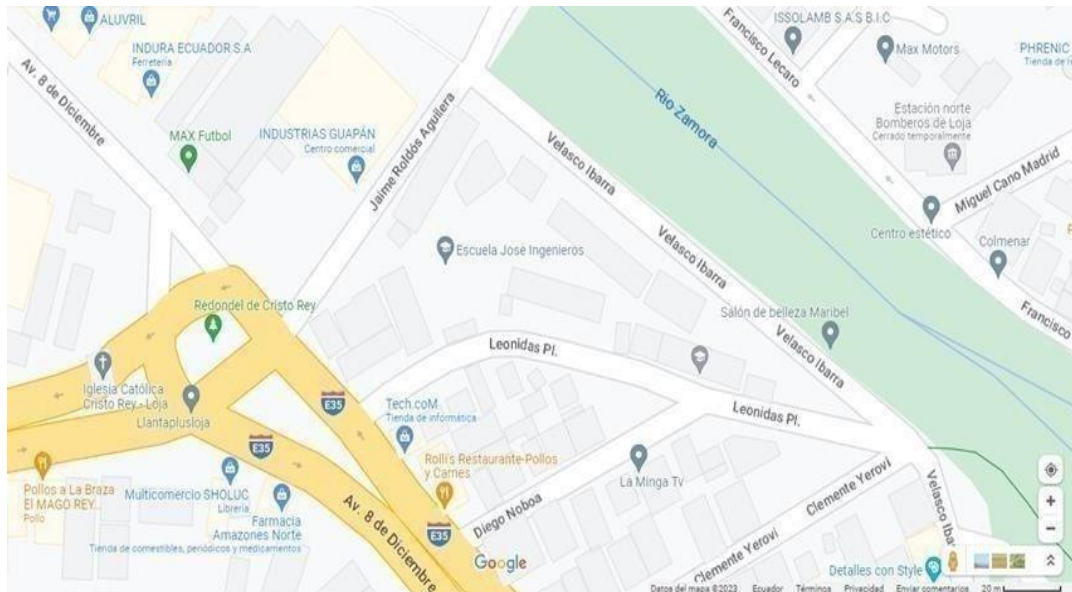 ALUVRIL
ISSOLAMB S.A.S B.I.C
Francisco Lecaro
INDURA ECUADOR S.A
Ferretería
Max Motors
PHRENIC
Av. 8 de Diciembre
Rio Zamora
Estación norte
Bomberos de Loja
Cerrado temporalmente
MAX Futbol
INDUSTRIAS GUAPÁN
Centro comercial
Jaime Roldós Aguilera
Velasco Ibarra
Miguel Cano Madrid
Centro estético
Colmenar
Escuela José Ingenieros
Velasco Ibarra
Francisco
Redondel de Cristo Rey
Salón de belleza Maribel
Velasco Ibarra
Leonidas Pl.
Iglesia Católica
Cristo Rey - Loja
Llantaplusloja
E35
Tech.coM
Tienda de informática
Leonidas Pl.
E35
Rolli's Restaurante-Pollos
y Carnes
La Minga Tv
Clemente Yerovi
Velasco Iba
Pollos a La Braza
El MAGO REY...
Pollo
Multicomercio SHOLUC
Librería
Farmacia
Amazones Norte
Tienda de comestibles, periódicos y medicamentos
Av. 8 de Diciembre
Diego Noboa
E35
Google
Clemente Yerovi
Detalles con Style
Datos del mapa ©2023 Ecuador Términos Privacidad Enviar comentarios 20 m